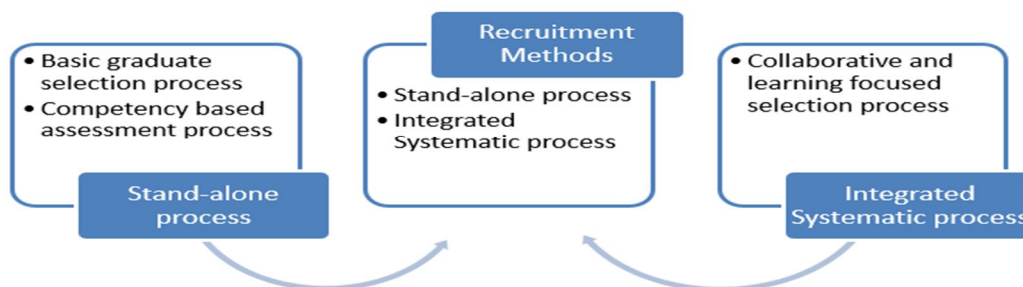 • Basic graduate
selection process
• Competency based
assessment process
Stand-alone
process
Recruitment
Methods
• Stand-alone process
• Integrated
Systematic process
• Collaborative and
learning focused
selection process
Integrated
Systematic process